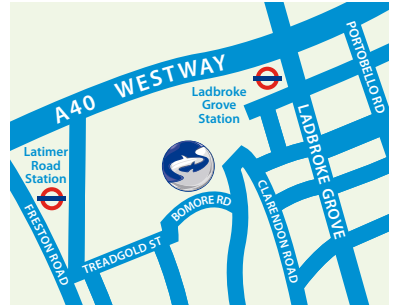 A40 WESTWAY
PORTOBELLO RD
Ladbroke
Grove
Station
LADBROKE GROVE
Latimer
Road
Station
BOMORE RD
CLARENDON ROAD
FRESTON ROAD
TREADGOLD ST